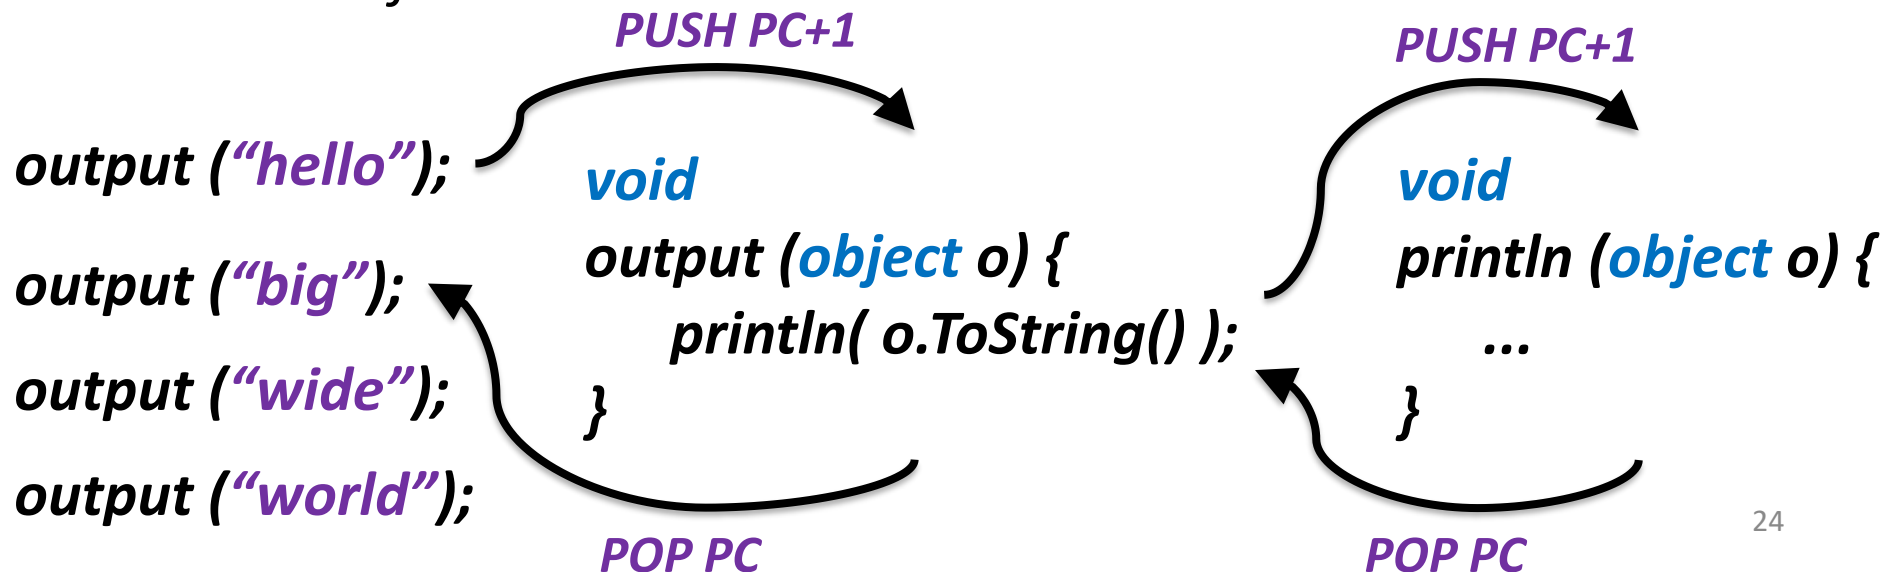 PUSH PC+1
PUSH PC+1
output (“hello”);
output (“big”);
output (“wide”);
output (“world”);
void
output (object o) {
println( o.ToString() );
}
void
println (object o) {
...
}
POP PC
POP PC
24